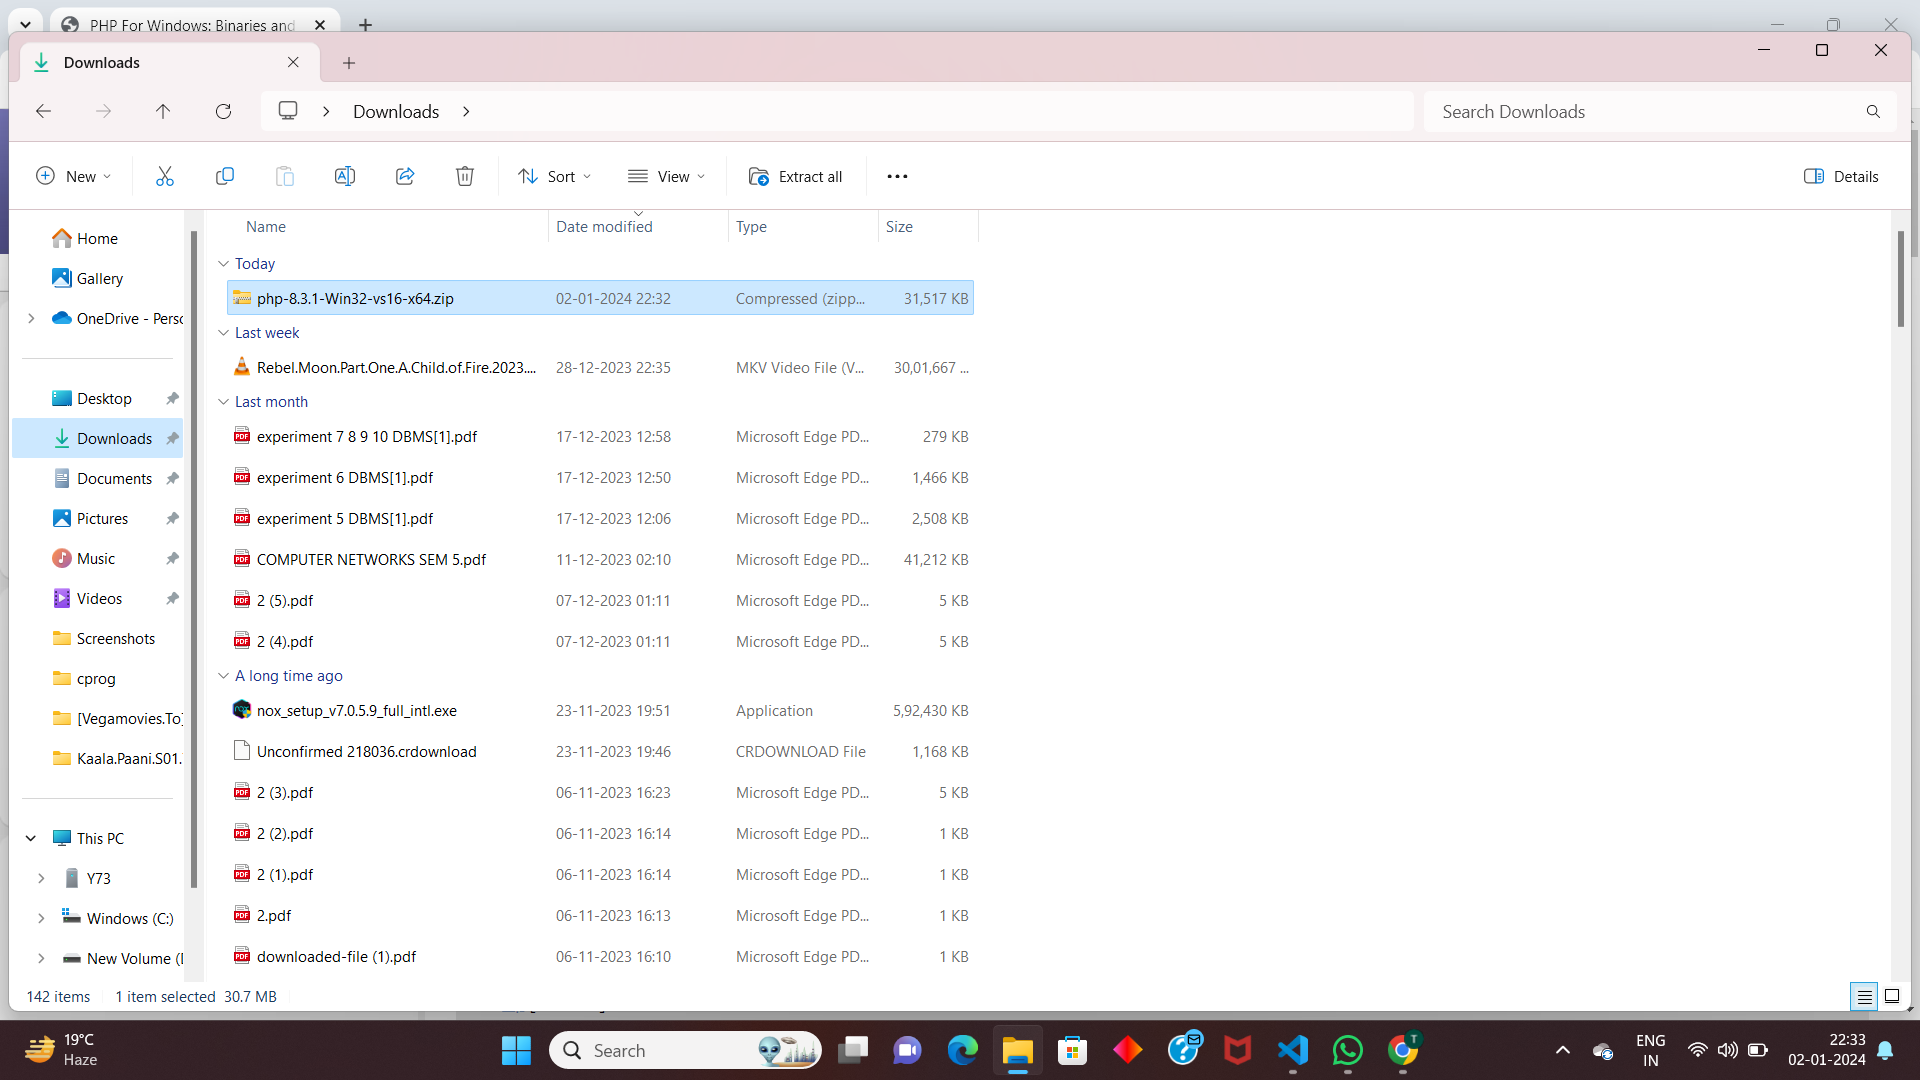 PHP For Windows: Binaries and
Downloads
Downloads
Search Downloads
New
Sort
View
Extract all
Details
Name Date modified Type Size
Home
Gallery
OneDrive - Perso
Desktop
Downloads
Documents
Pictures
Music
Videos
Screenshots
cprog
[Vegamovies.To]
Kaala.Paani.S01.
This PC
Y73
Windows (C:)
New Volume (
Today
php-8.3.1-Win32-vs16-x64.zip 02-01-2024 22:32 Compressed (zipp... 31,517 KB
Last week
Rebel.Moon.Part.One.A.Child.of.Fire.2023.... 28-12-2023 22:35 MKV Video File (V... 30,01,667 ...
Last month
experiment 7 8 9 10 DBMS[1].pdf 17-12-2023 12:58 Microsoft Edge PD... 279 KB
experiment 6 DBMS[1].pdf 17-12-2023 12:50 Microsoft Edge PD... 1,466 KB
experiment 5 DBMS[1].pdf 17-12-2023 12:06 Microsoft Edge PD... 2,508 KB
COMPUTER NETWORKS SEM 5.pdf 11-12-2023 02:10 Microsoft Edge PD... 41,212 KB
2 (5).pdf 07-12-2023 01:11 Microsoft Edge PD... 5 KB
2 (4).pdf 07-12-2023 01:11 Microsoft Edge PD... 5 KB
A long time ago
nox_setup_v7.0.5.9_full_intl.exe 23-11-2023 19:51 Application 5,92,430 KB
Unconfirmed 218036.crdownload 23-11-2023 19:46 CRDOWNLOAD File 1,168 KB
2 (3).pdf 06-11-2023 16:23 Microsoft Edge PD... 5 KB
2 (2).pdf 06-11-2023 16:14 Microsoft Edge PD... 1 KB
2 (1).pdf 06-11-2023 16:14 Microsoft Edge PD... 1 KB
2.pdf 06-11-2023 16:13 Microsoft Edge PD... 1 KB
downloaded-file (1).pdf 06-11-2023 16:10 Microsoft Edge PD... 1 KB
142 items 1 item selected 30.7 MB
19°C
Haze
Search
ENG
IN
22:33
02-01-2024